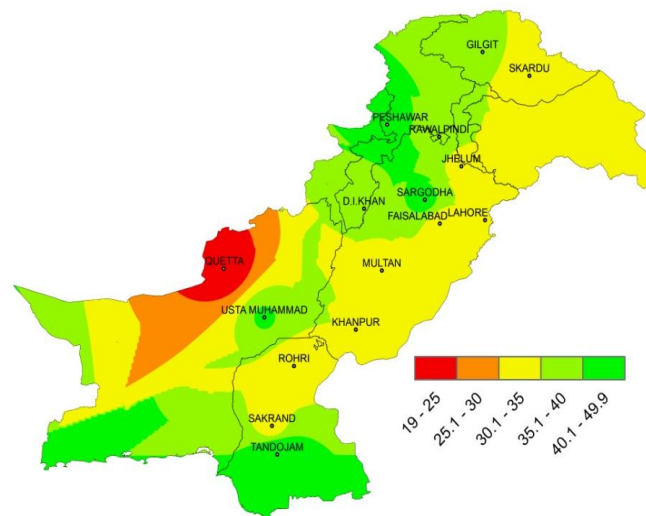 GILGIT
SKARDU
PESHAWAR
RAWALPINDI
JHELUM
SARGODHA
D.I.KHAN
FAISALABAD
LAHORE
QUETTA
MULTAN
USTA MUHAMMAD
KHANPUR
ROHRI
SAKRAND
TANDOJAM
19 - 25
25.1 - 30
30.1 - 35
35.1 - 40
40.1 - 49.9